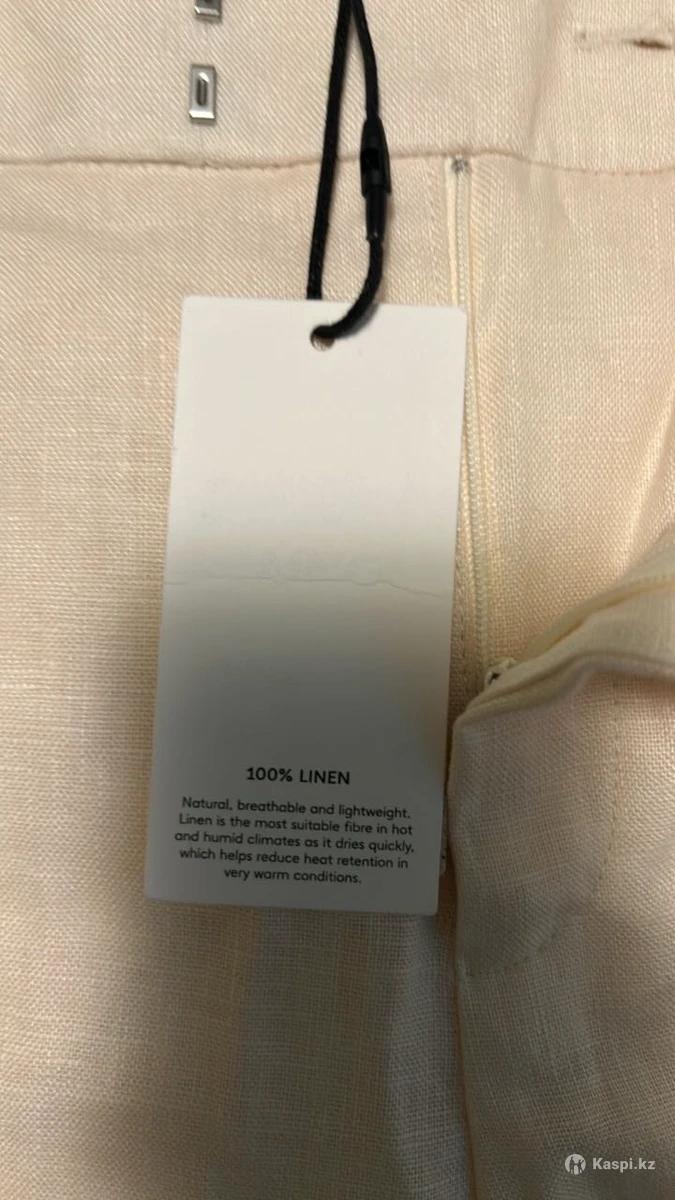 100% LINEN
Natural, breathable and lightweight.
Linen is the most suitable fibre in hot
and humid climates as it dries quickly,
which helps reduce heat retention in
very warm conditions.
Kaspi.kz